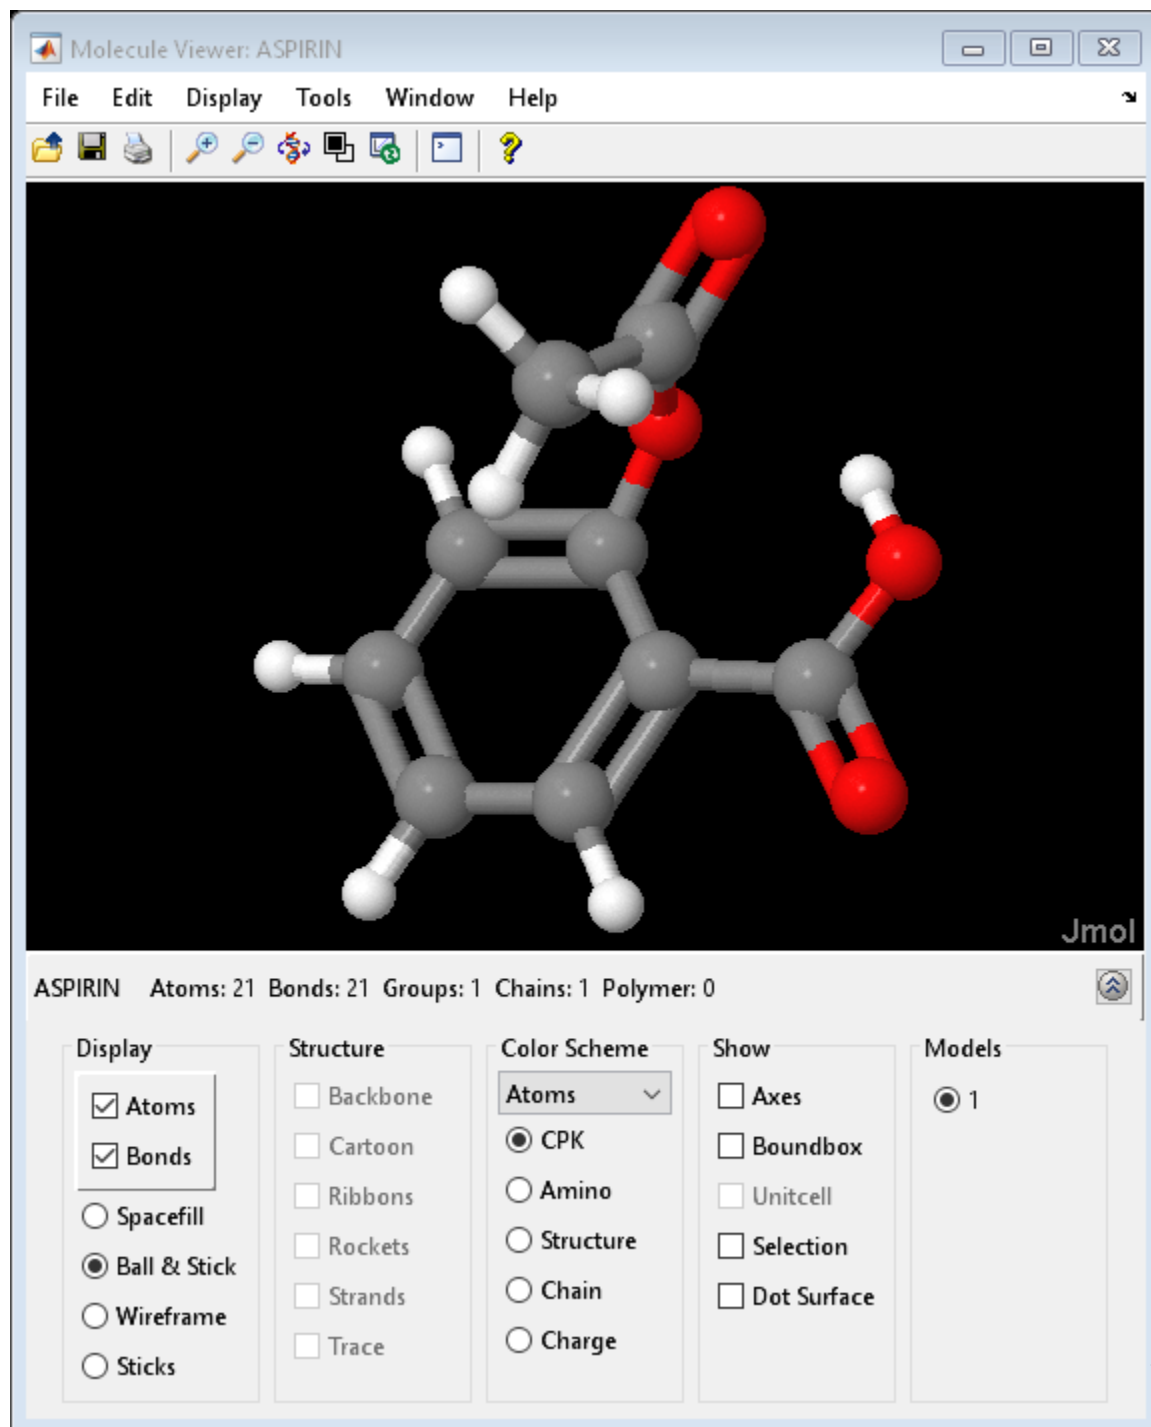 Molecule Viewer: ASPIRIN
File Edit Display Tools Window Help
Jmol
ASPIRIN Atoms: 21 Bonds: 21 Groups: 1 Chains: 1 Polymer: 0
Display
Atoms
Bonds
Spacefill
Ball & Stick
Wireframe
Sticks
Structure
Backbone
Cartoon
Ribbons
Rockets
Strands
Trace
Color Scheme
Atoms
CPK
Amino
Structure
Chain
Charge
Show
Axes
Boundbox
Unitcell
Selection
Dot Surface
Models
1